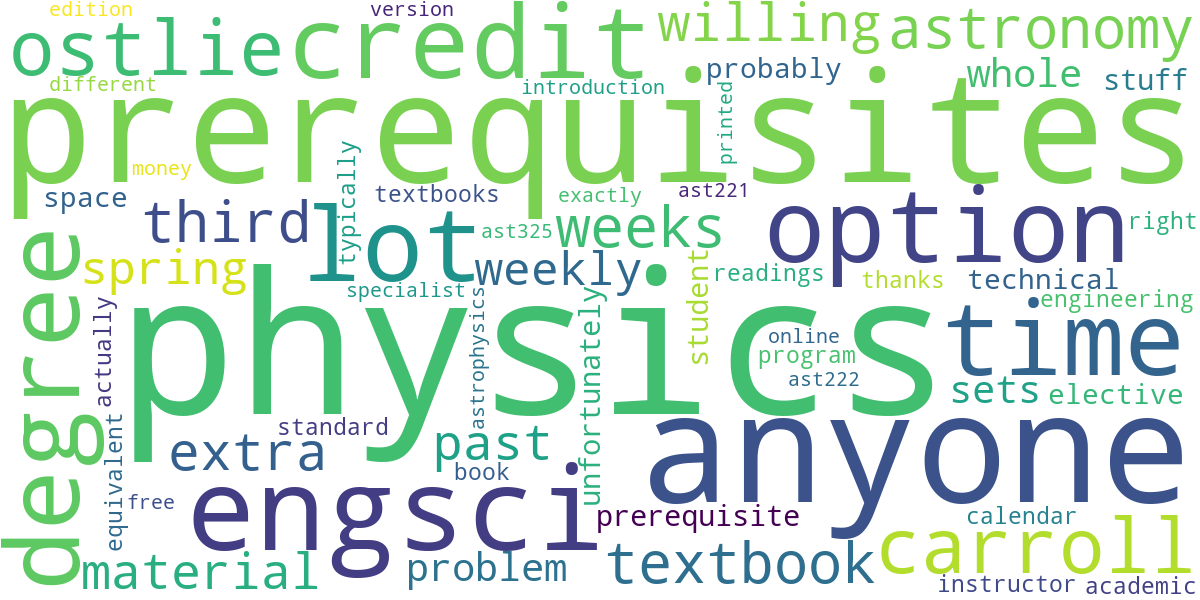 edition
version
ostlie
credit
willing
astronomy
different
probably
whole
stuff
introduction
prerequisites
printed
money
typically
space
textbooks
exactly
ast221
third
lot
ast325
weeks
option
right
degree
spring
weekly
student
readings
thanks
technical
specialist
engineering
actually
physics
astrophysics
unfortunately
online
program
ast222
time
sets
elective
standard
anyone
extra
past
equivalent
book
free
engsci
prerequisite
calendar
carroll
material
problem
textbook
instructor
academic